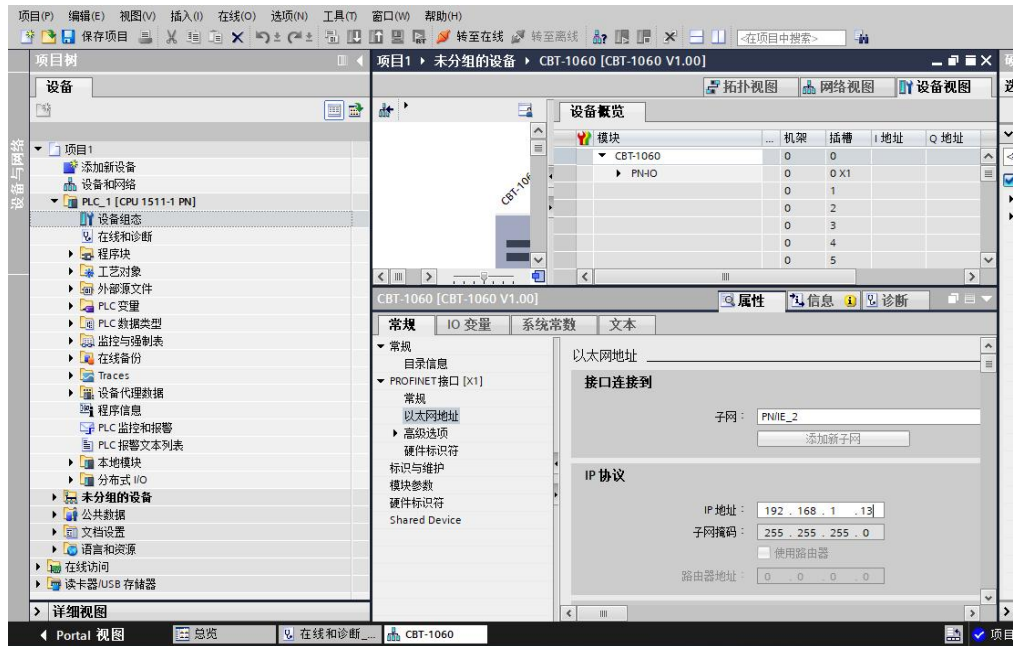 项目(P) 编辑(E) 视图(V) 插入(I) 在线(O) 选项(N) 工具(T) 窗口(W) 帮助(H)
保存项目 转至在线 转至离线 <在项目中搜索>
项目树
设备
设备与网络
项目1
添加新设备
设备和网络
PLC_1 [CPU 1511-1 PN]
设备组态
在线和诊断
程序块
工艺对象
外部源文件
PLC 变量
PLC 数据类型
监控与强制表
在线备份
Traces
设备代理数据
程序信息
PLC 监控和报警
PLC 报警文本列表
本地模块
分布式 I/O
未分组的设备
公共数据
文档设置
语言和资源
在线访问
读卡器/USB 存储器
详细视图
项目1 ▸ 未分组的设备 ▸ CBT-1060 [CBT-1060 V1.00]
拓扑视图 网络视图 设备视图
设备概览
模块 ... 机架 插槽 I 地址 Q 地址
CBT-1060 0 0
PN-IO 0 0 X1
0 1
0 2
0 3
0 4
0 5
CBT-1060 [CBT-1060 V1.00]
属性 信息 诊断
常规 IO 变量 系统常数 文本
常规
目录信息
PROFINET接口 [X1]
常规
以太网地址
高级选项
硬件标识符
标识与维护
模块参数
硬件标识符
Shared Device
以太网地址
接口连接到
子网： PN/IE_2
添加新子网
IP 协议
IP 地址： 192 . 168 . 1 . 13
子网掩码： 255 . 255 . 255 . 0
使用路由器
路由器地址： 0 . 0 . 0 . 0
Portal 视图 总览 在线和诊断_... CBT-1060 项目